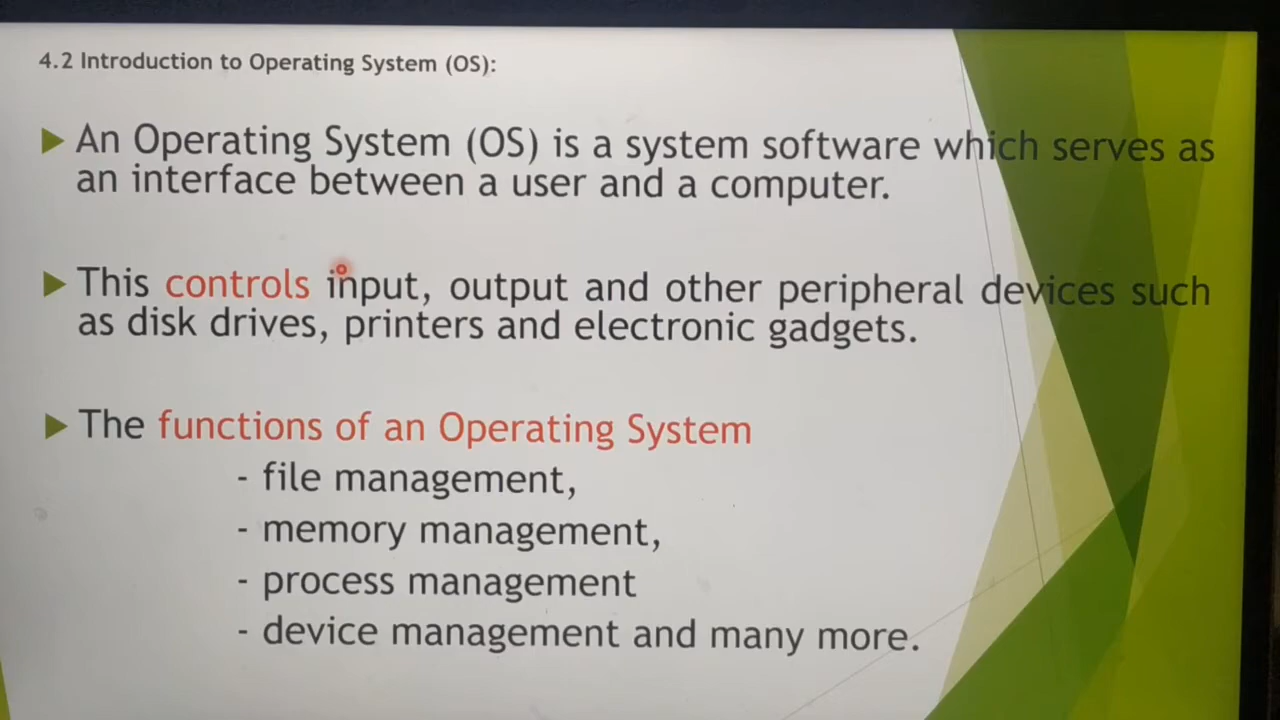 4.2 Introduction to Operating System (OS):
An Operating System (OS) is a system software which serves as
an interface between a user and a computer.
This controls input, output and other peripheral devices such
as disk drives, printers and electronic gadgets.
The functions of an Operating System
- file management,
- memory management,
- process management
- device management and many more.